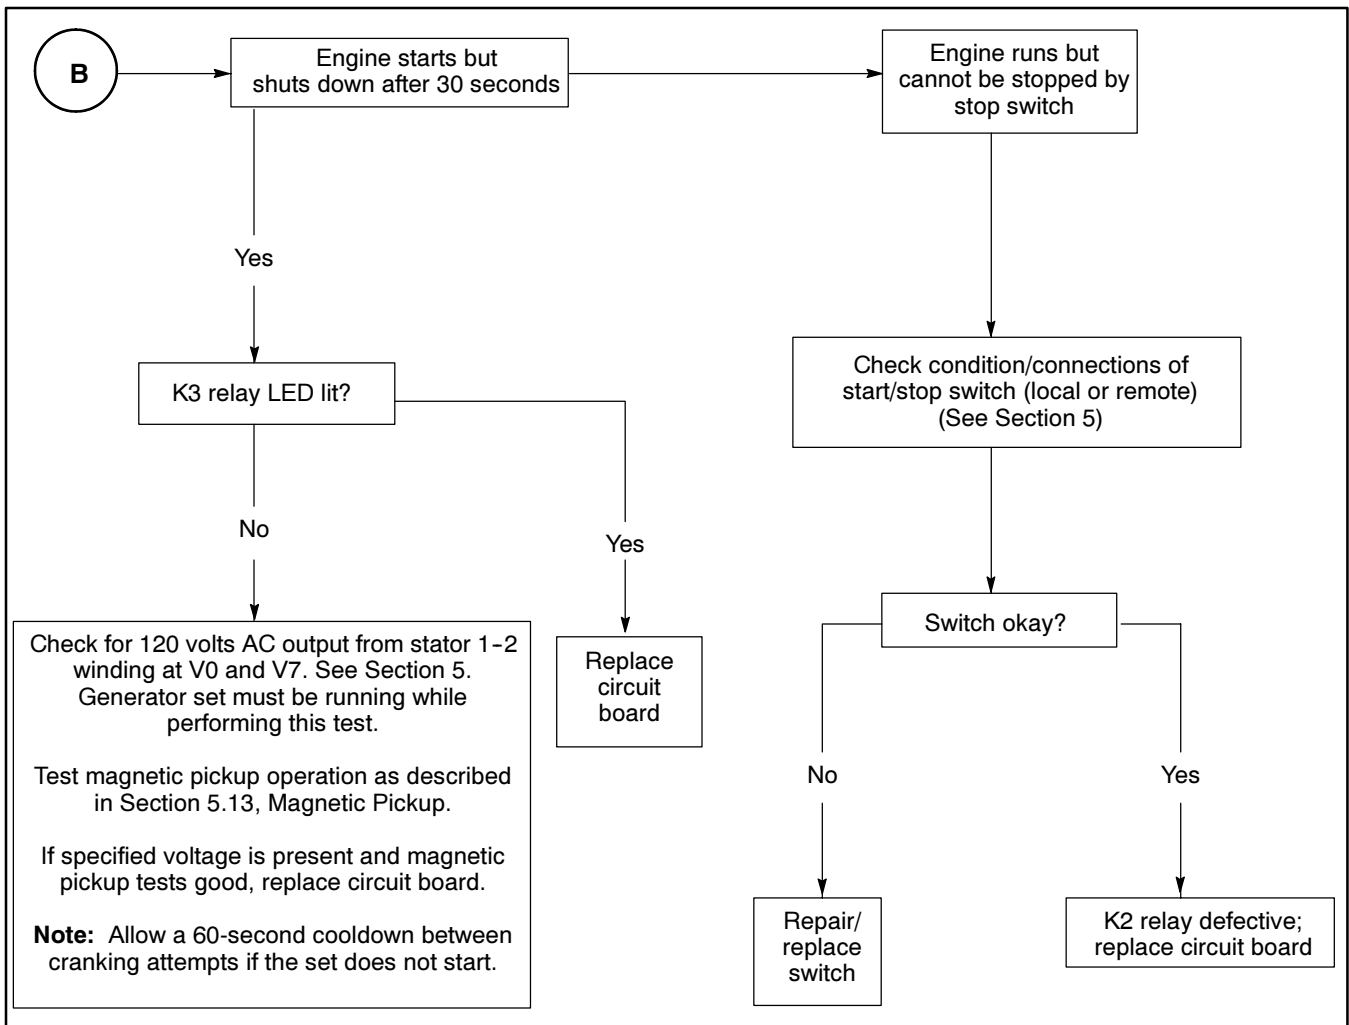 B
Engine starts but
shuts down after 30 seconds
Engine runs but
cannot be stopped by
stop switch
Yes
K3 relay LED lit?
Check condition/connections of
start/stop switch (local or remote)
(See Section 5)
No
Yes
Check for 120 volts AC output from stator 1--2
winding at V0 and V7. See Section 5.
Generator set must be running while
performing this test.
Test magnetic pickup operation as described
in Section 5.13, Magnetic Pickup.
If specified voltage is present and magnetic
pickup tests good, replace circuit board.
Note: Allow a 60-second cooldown between
cranking attempts if the set does not start.
Replace
circuit
board
Switch okay?
No
Yes
Repair/
replace
switch
K2 relay defective;
replace circuit board